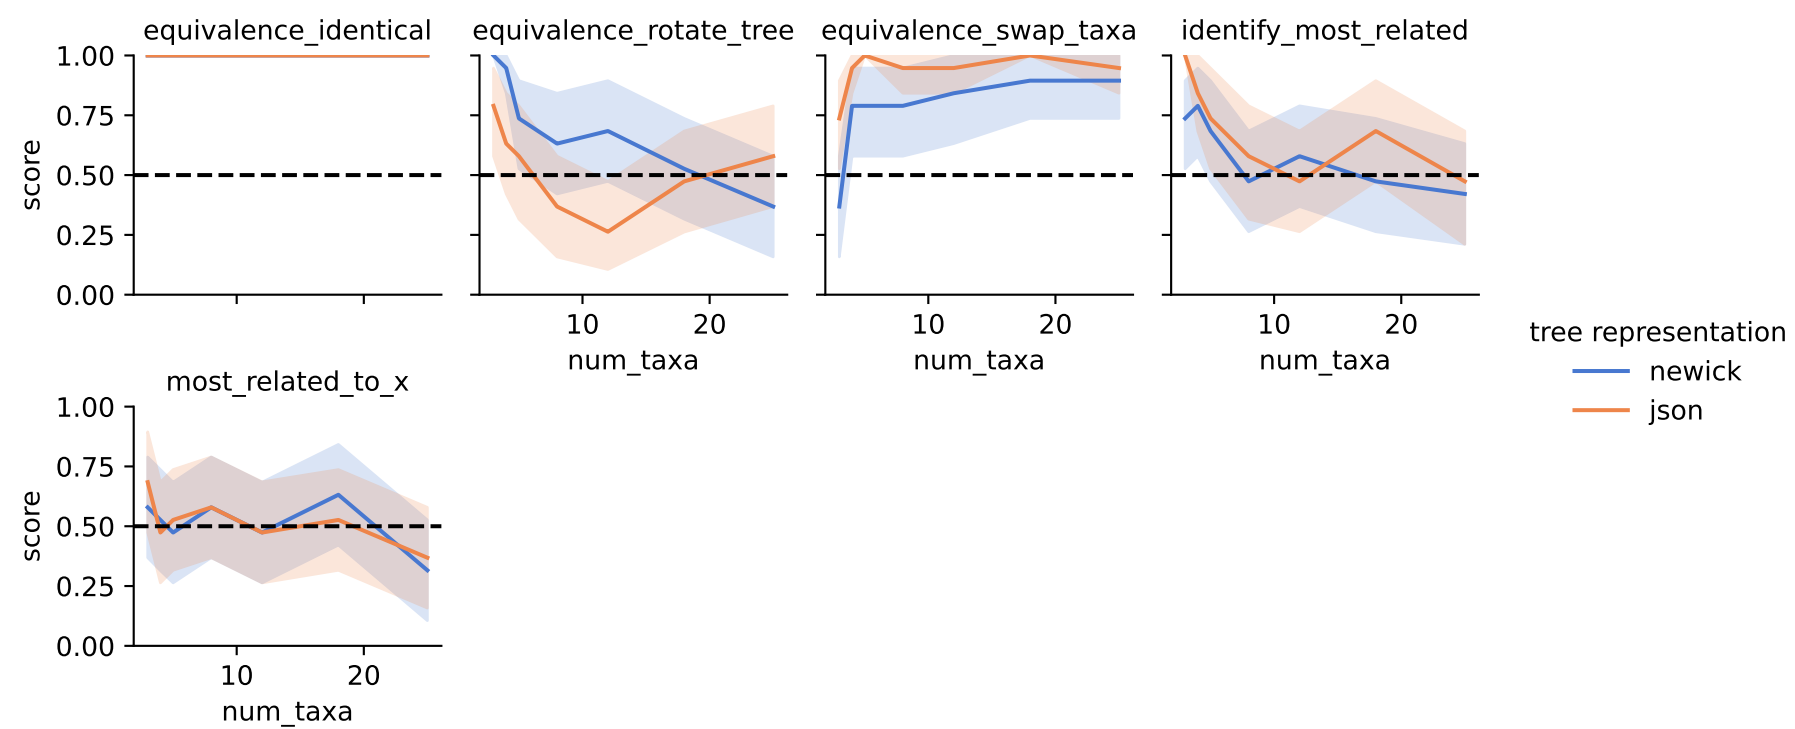 equivalence_identical
equivalence_rotate_tree
equivalence_swap_taxa
identify_most_related
1.00
0.75
0.50
0.25
0.00
score
10
20
num_taxa
10
20
num_taxa
10
20
num_taxa
tree representation
newick
json
most_related_to_x
1.00
0.75
0.50
0.25
0.00
score
10
20
num_taxa